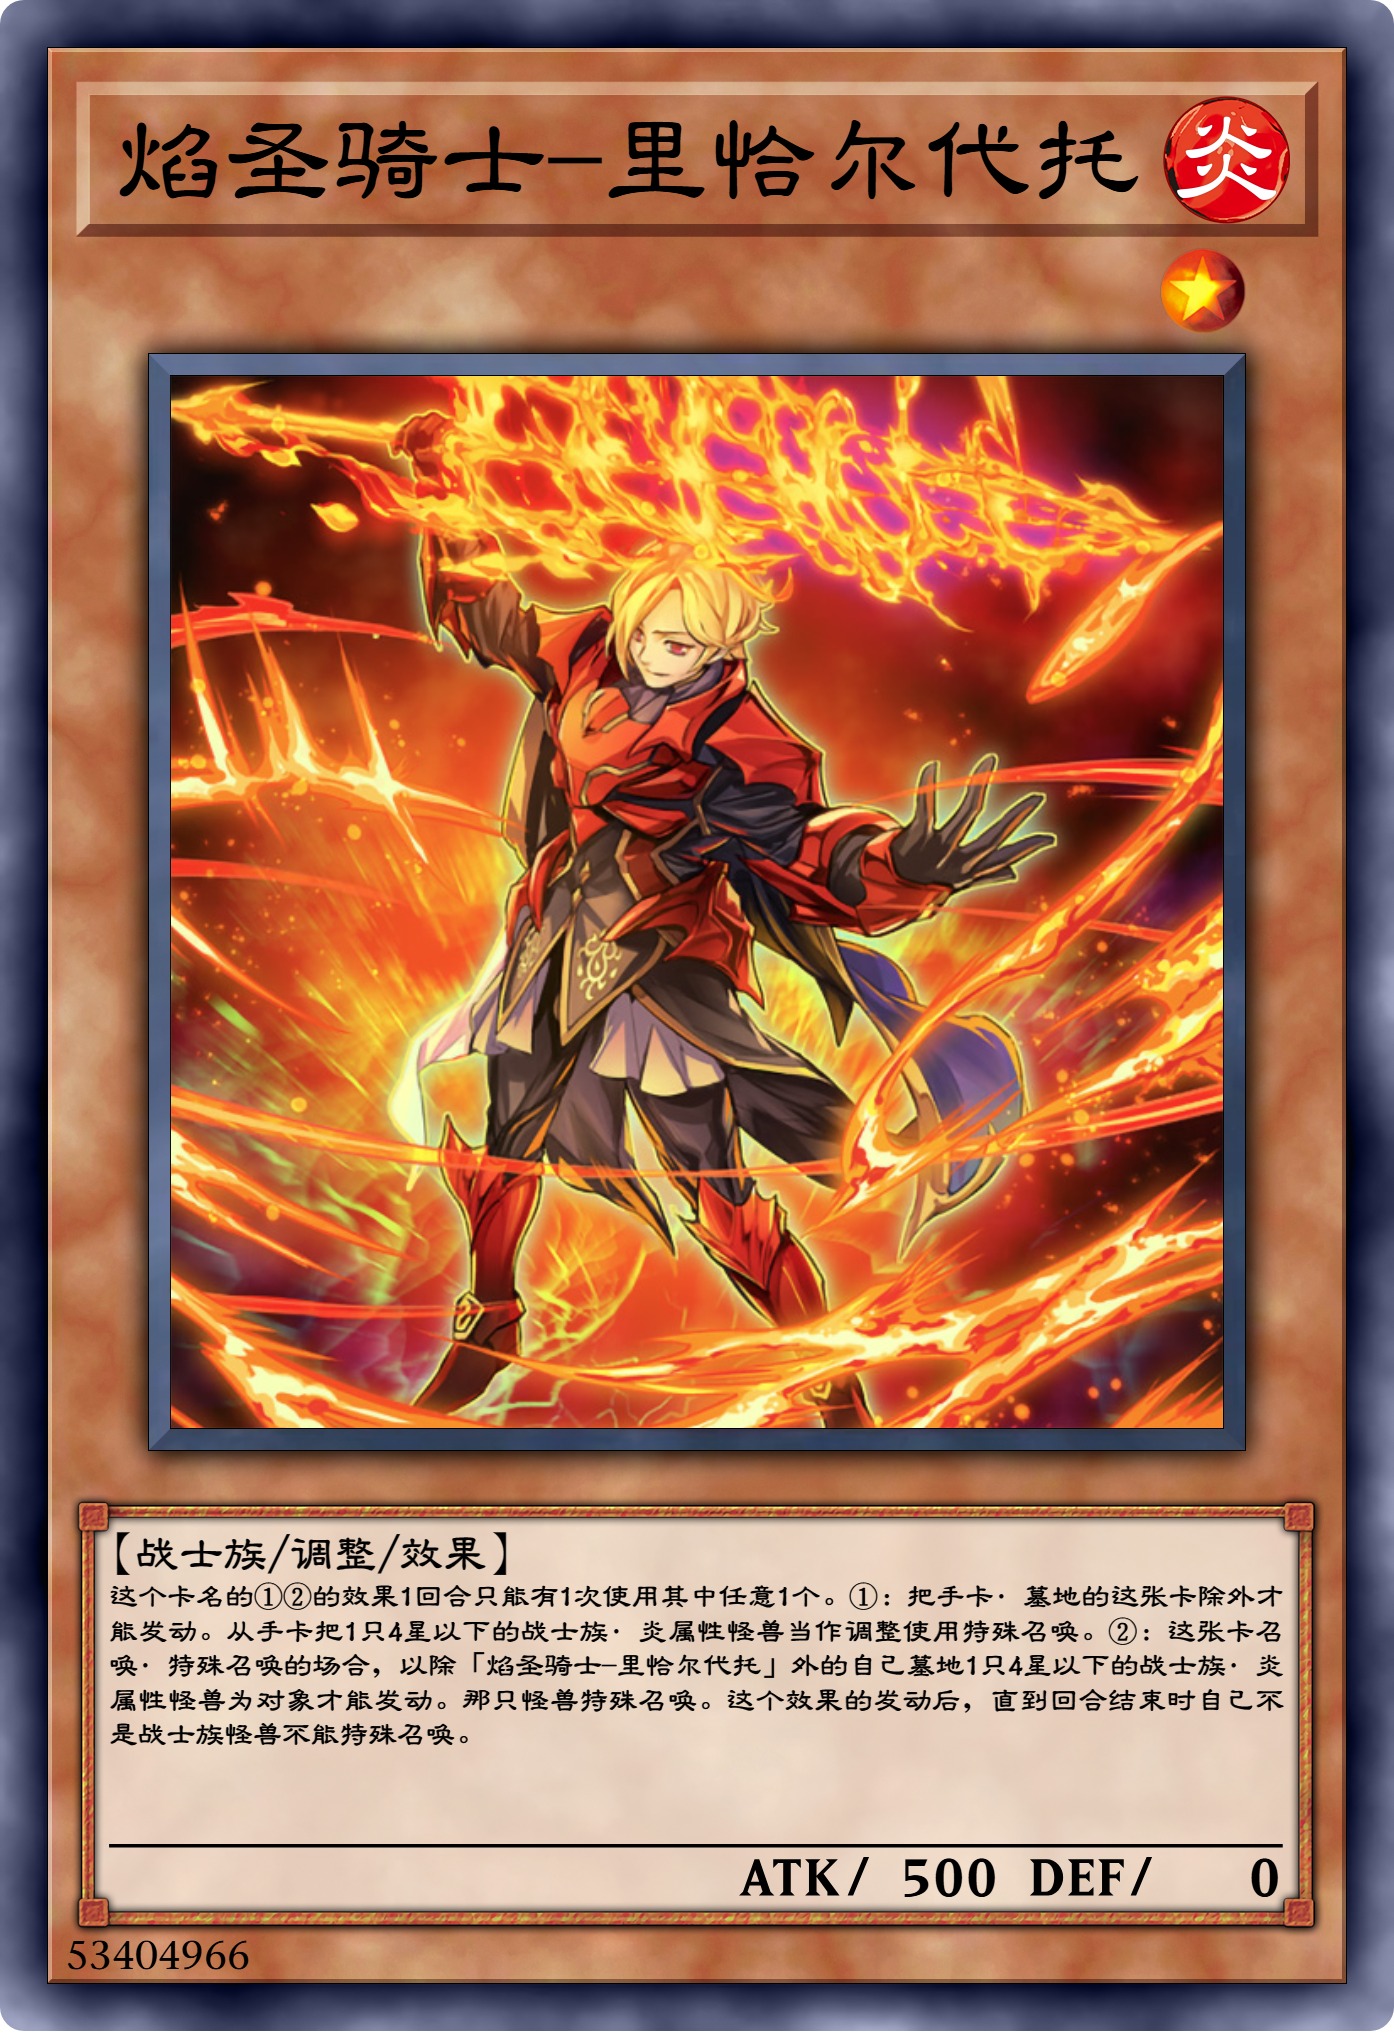 焰圣骑士-里恰尔代托
炎
【战士族/调整/效果】
这个卡名的①②的效果1回合只能有1次使用其中任意1个。①：把手卡·墓地的这张卡除外才
能发动。从手卡把1只4星以下的战士族·炎属性怪兽当作调整使用特殊召唤。②：这张卡召
唤·特殊召唤的场合，以除「焰圣骑士-里恰尔代托」外的自己墓地1只4星以下的战士族·炎
属性怪兽为对象才能发动。那只怪兽特殊召唤。这个效果的发动后，直到回合结束时自己不
是战士族怪兽不能特殊召唤。
ATK/ 500 DEF/ 0
53404966